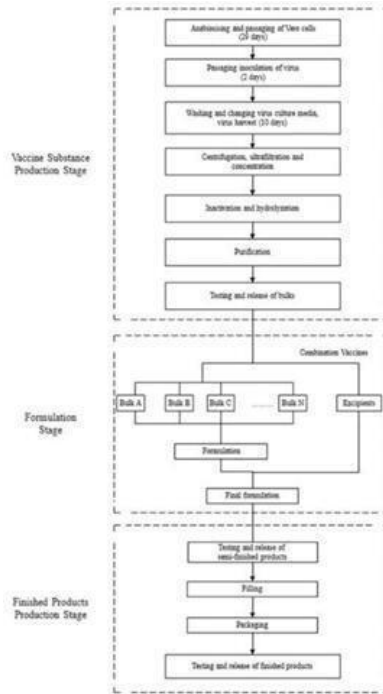 Anabiosising and passaging of Vero cells
(29 days)
Passaging inoculation of virus
(2 days)
Washing and changing virus culture media,
virus harvest (10 days)
Vaccine Substance
Production Stage
Centrifugation, ultrafiltration and
concentration
Inactivation and hydrolyzation
Purification
Testing and release of bulks
Combination Vaccines
Bulk A
Bulk B
Bulk C
........
Bulk N
Excipients
Formulation
Stage
Formulation
Final formulation
Testing and release of
semi-finished products
Filling
Finished Products
Production Stage
Packaging
Testing and release of finished products